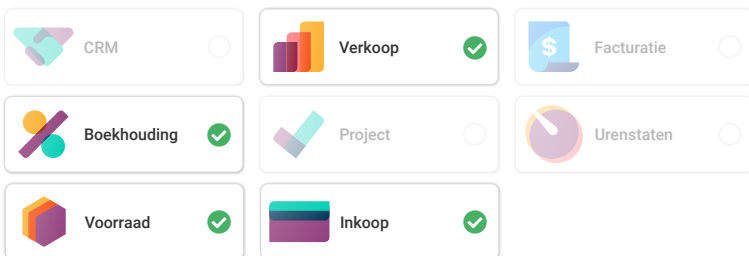 CRM
Verkoop
$
Facturatie
Boekhouding
Project
Urenstaten
Voorraad
Inkoop